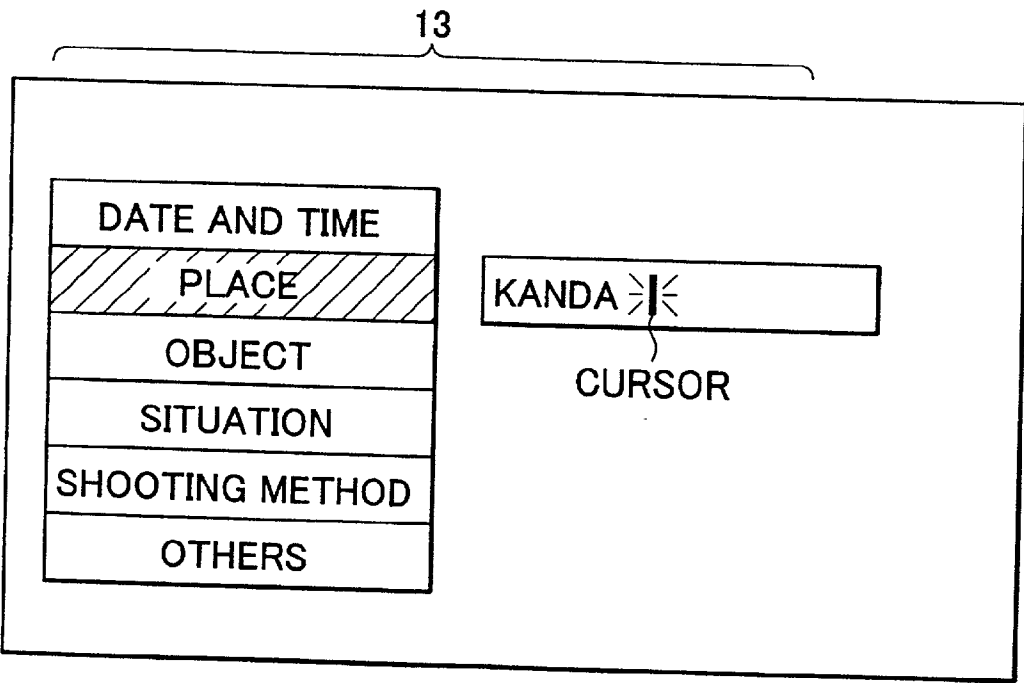 13
DATE AND TIME
PLACE
KANDA
OBJECT
CURSOR
SITUATION
SHOOTING METHOD
OTHERS